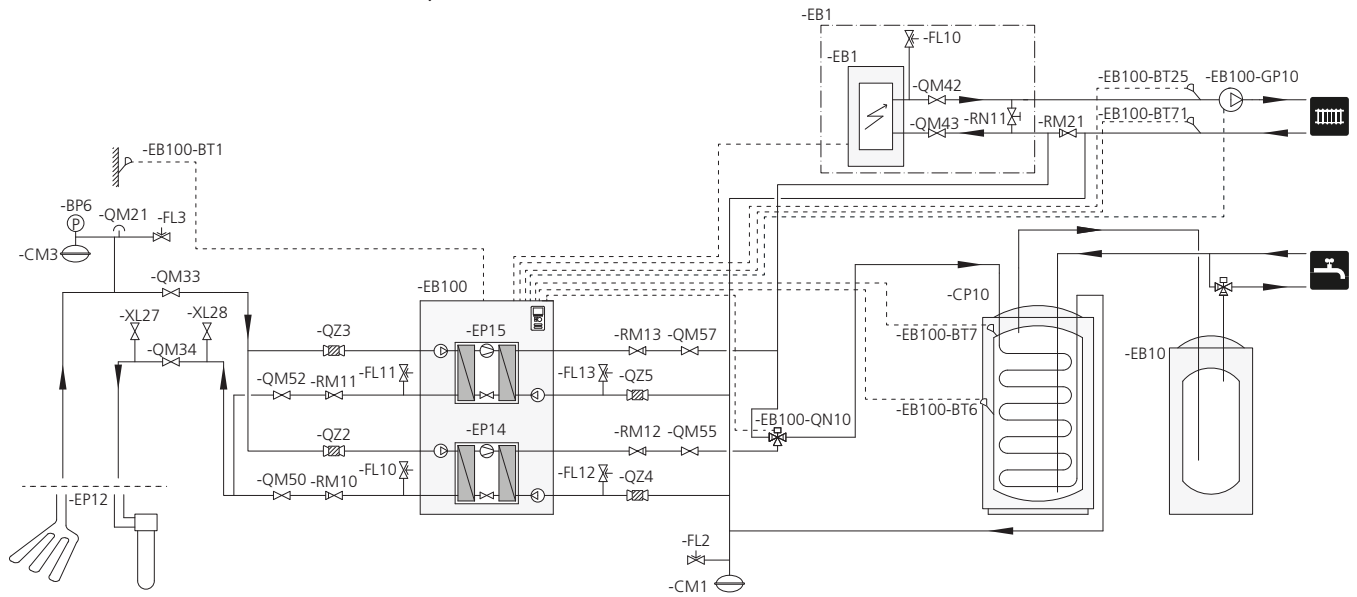 -EB1
-FL10
-EB1
-QM42
-EB100-BT25
-EB100-GP10
-QM43
-RN11
-RM21
-EB100-BT71
-EB100-BT1
-BP6
P
-QM21
-FL3
-CM3
-QM33
-XL27
-XL28
-QM34
-EB100
-CP10
-QZ3
-EP15
-RM13
-QM57
-EB100-BT7
-EB10
-QM52
-RM11
-FL11
-FL13
-QZ5
-EB100-BT6
-EB100-QN10
-QZ2
-EP14
-RM12
-QM55
-QM50
-RM10
-FL10
-FL12
-QZ4
-EP12
-FL2
-CM1